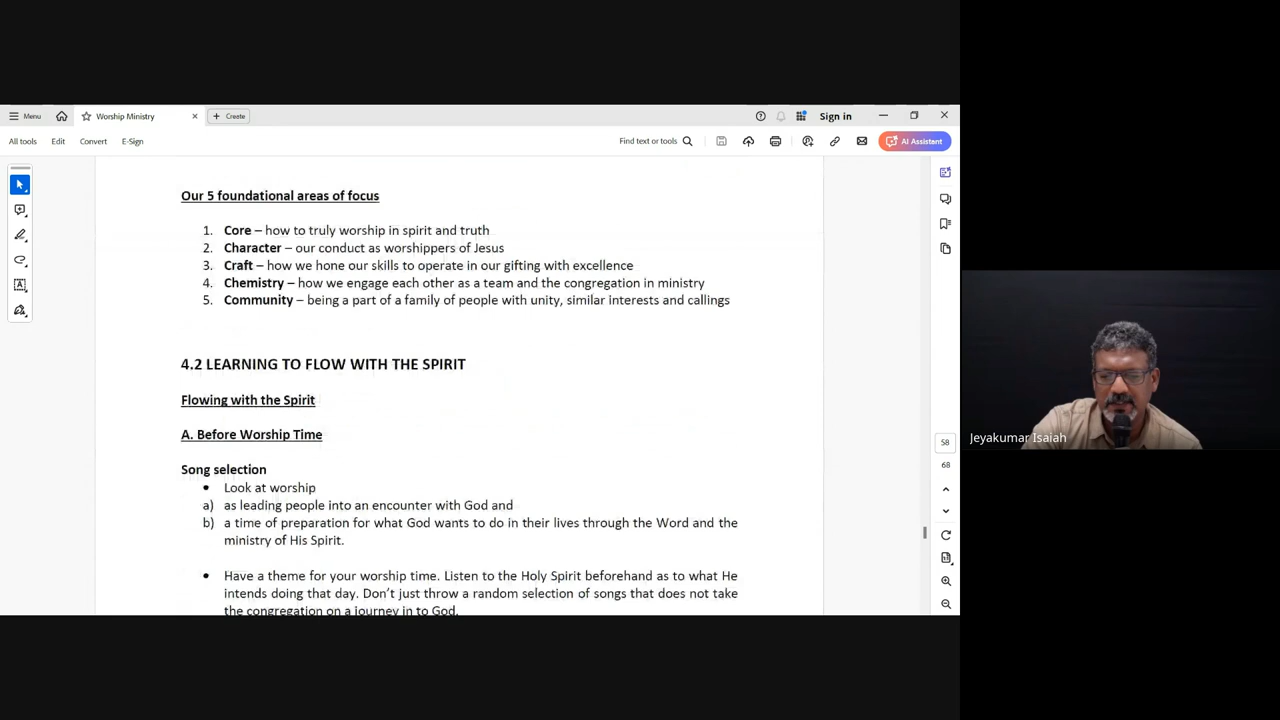 Menu
Worship Ministry
Create
Sign in
All tools
Edit
Convert
E-Sign
Find text or tools
AI Assistant
Our 5 foundational areas of focus
1. Core – how to truly worship in spirit and truth
2. Character – our conduct as worshippers of Jesus
3. Craft – how we hone our skills to operate in our gifting with excellence
4. Chemistry – how we engage each other as a team and the congregation in ministry
5. Community – being a part of a family of people with unity, similar interests and callings
4.2 LEARNING TO FLOW WITH THE SPIRIT
Flowing with the Spirit
A. Before Worship Time
Song selection
• Look at worship
a) as leading people into an encounter with God and
b) a time of preparation for what God wants to do in their lives through the Word and the
ministry of His Spirit.
• Have a theme for your worship time. Listen to the Holy Spirit beforehand as to what He
intends doing that day. Don't just throw a random selection of songs that does not take
the congregation on a journey in to God.
58
68
Jeyakumar Isaiah